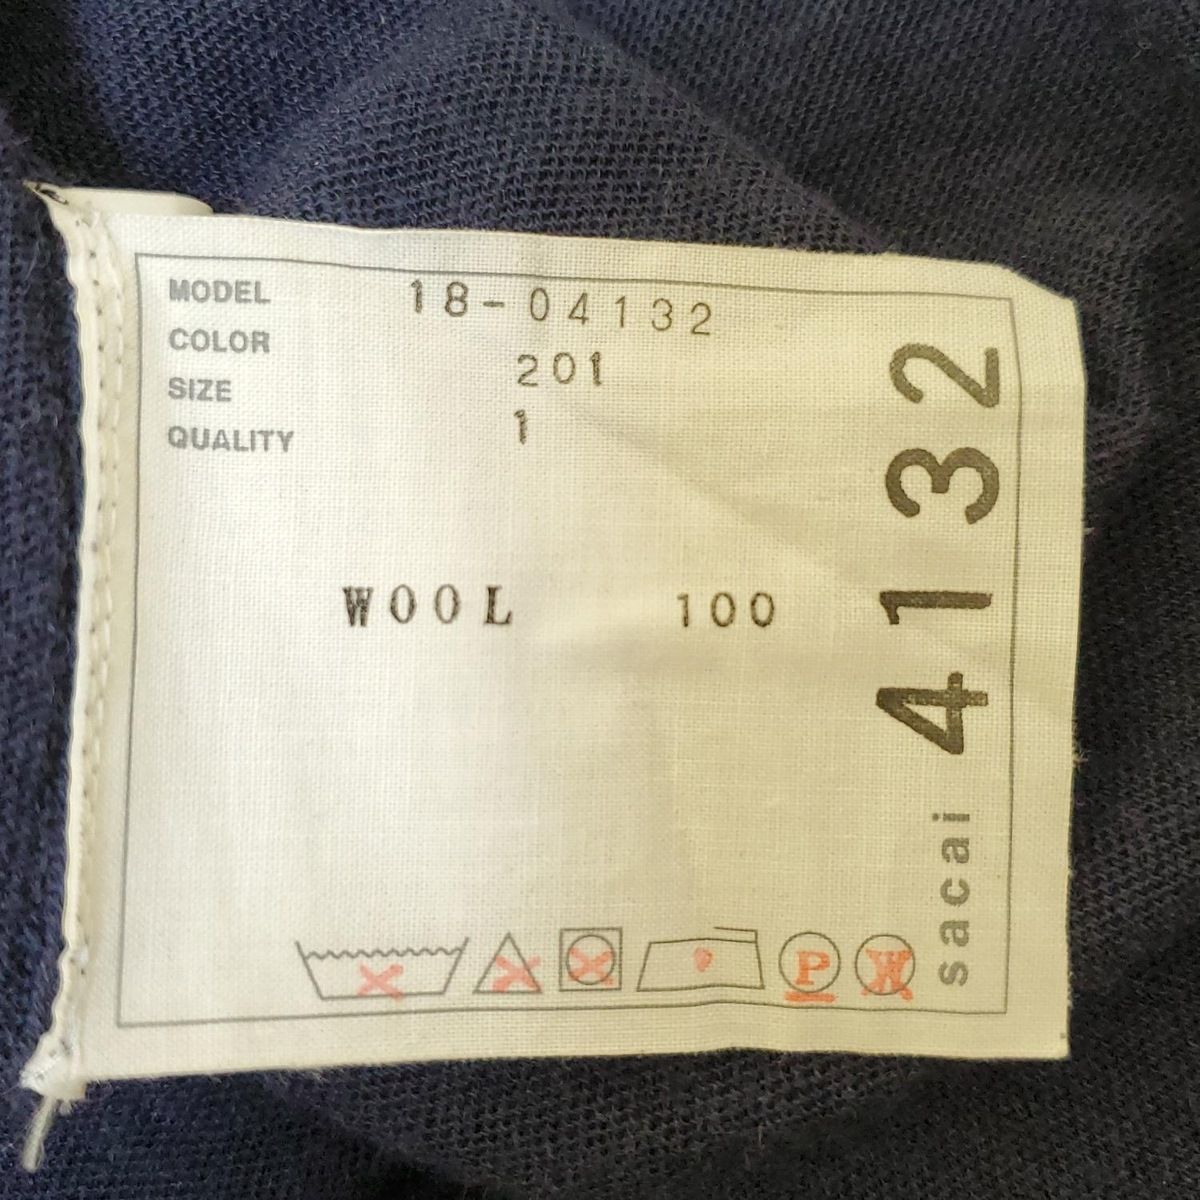 MODEL 18-04132
COLOR 201
SIZE 1
QUALITY
WOOL 100
P W
sacai 4132